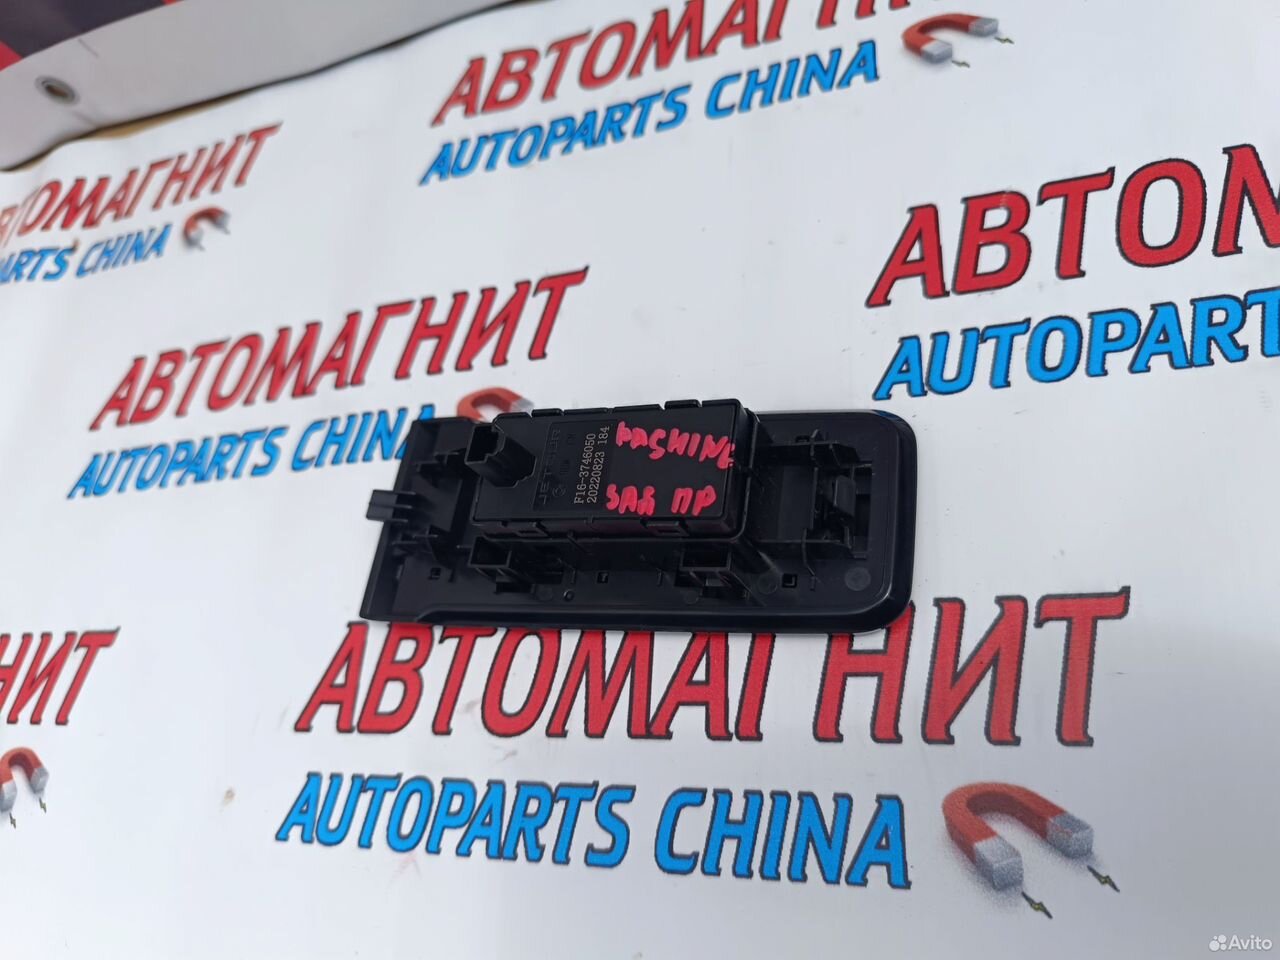 АВТОМАГНИТ
AUTOPARTS CHINA
АВТОМАГНИТ
ARTS CHINA
АВТОМАГНИТ
AUTOPARTS CHINA
АВТОМ
AUTOPART
JETOUR
F16-3746050
20220823 184
DASHING
ЗАД ПР
АВТОМАГНИТ
AUTOPARTS CHINA
НИТ
Avito